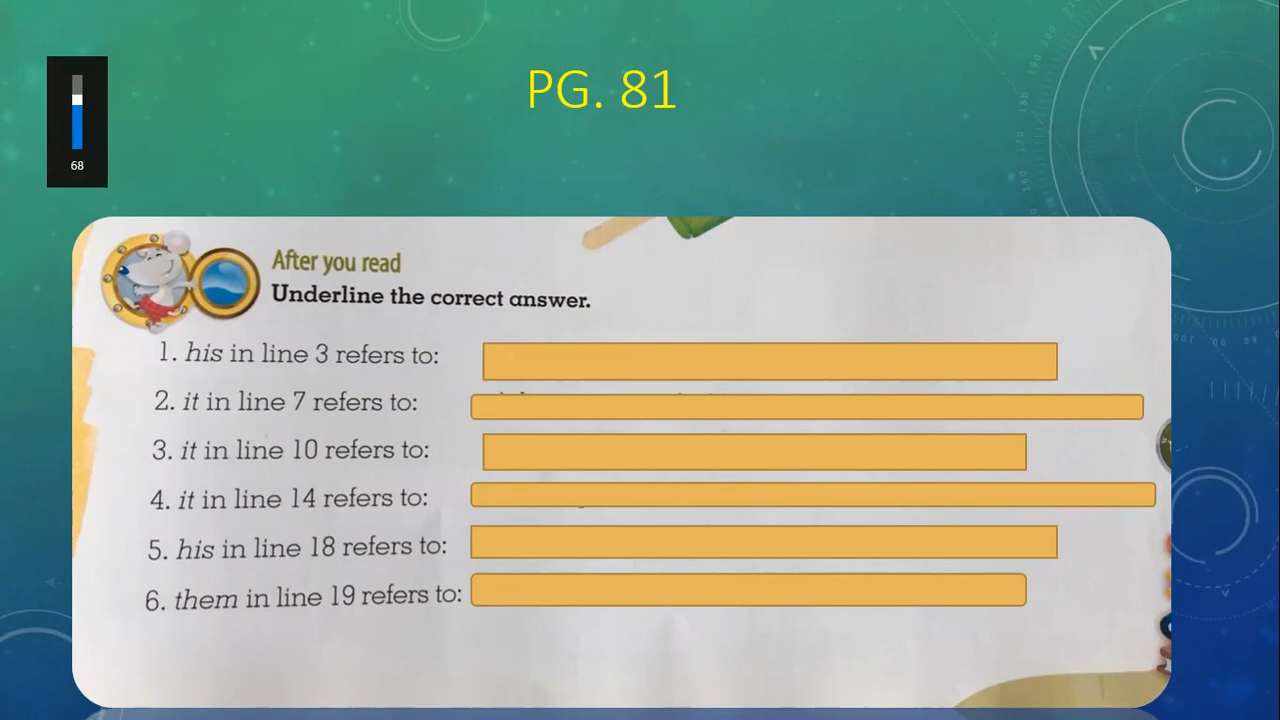 PG. 81
68
After you read
Underline the correct answer.
1. his in line 3 refers to:
2. it in line 7 refers to:
3. it in line 10 refers to:
4. it in line 14 refers to:
5. his in line 18 refers to:
6. them in line 19 refers to: